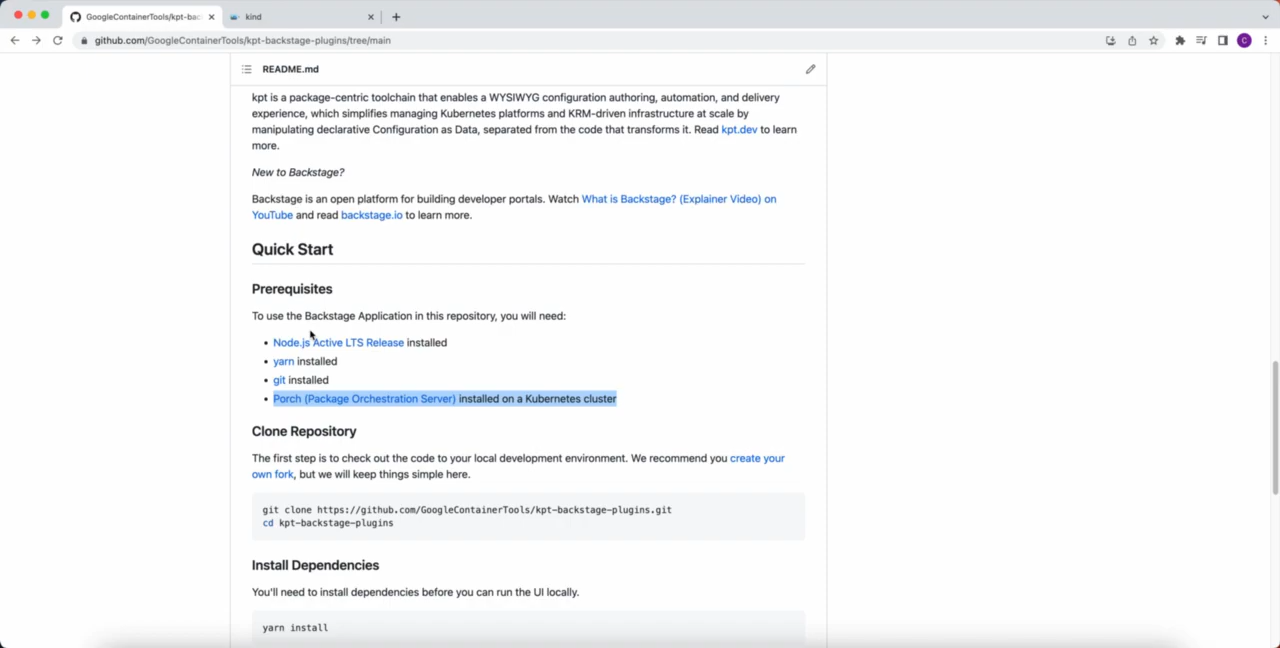 GoogleContainerTools/kpt-bac
kind
github.com/GoogleContainerTools/kpt-backstage-plugins/tree/main
C
README.md
kpt is a package-centric toolchain that enables a WYSIWYG configuration authoring, automation, and delivery
experience, which simplifies managing Kubernetes platforms and KRM-driven infrastructure at scale by
manipulating declarative Configuration as Data, separated from the code that transforms it. Read kpt.dev to learn
more.
New to Backstage?
Backstage is an open platform for building developer portals. Watch What is Backstage? (Explainer Video) on
YouTube and read backstage.io to learn more.
Quick Start
Prerequisites
To use the Backstage Application in this repository, you will need:
• Node.js Active LTS Release installed
• yarn installed
• git installed
• Porch (Package Orchestration Server) installed on a Kubernetes cluster
Clone Repository
The first step is to check out the code to your local development environment. We recommend you create your
own fork, but we will keep things simple here.
git clone https://github.com/GoogleContainerTools/kpt-backstage-plugins.git
cd kpt-backstage-plugins
Install Dependencies
You'll need to install dependencies before you can run the UI locally.
yarn install